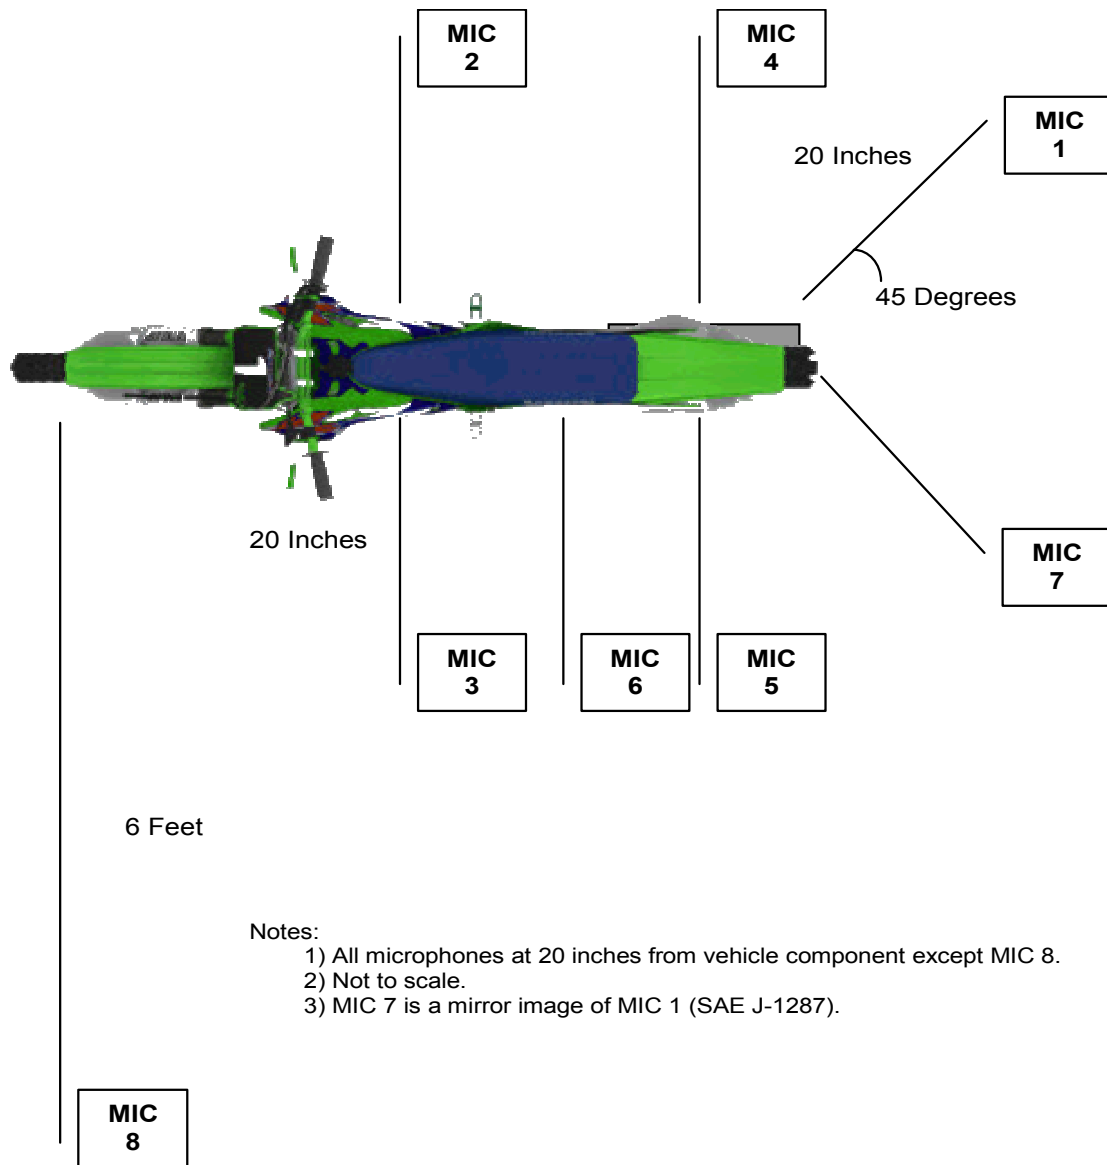 MIC
2
MIC
4
MIC
1
20 Inches
45 Degrees
20 Inches
MIC
7
MIC
3
MIC
6
MIC
5
6 Feet
Notes:
1) All microphones at 20 inches from vehicle component except MIC 8.
2) Not to scale.
3) MIC 7 is a mirror image of MIC 1 (SAE J-1287).
MIC
8